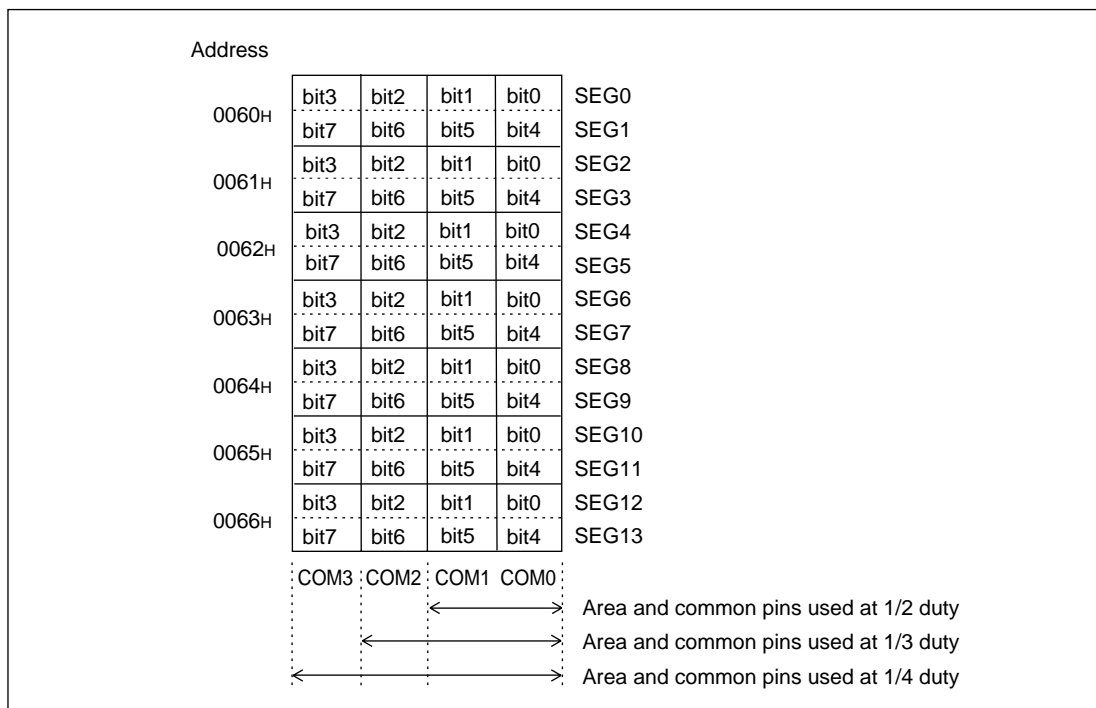 Address
0060H
bit3 bit2 bit1 bit0 SEG0
bit7 bit6 bit5 bit4 SEG1
0061H
bit3 bit2 bit1 bit0 SEG2
bit7 bit6 bit5 bit4 SEG3
0062H
bit3 bit2 bit1 bit0 SEG4
bit7 bit6 bit5 bit4 SEG5
0063H
bit3 bit2 bit1 bit0 SEG6
bit7 bit6 bit5 bit4 SEG7
0064H
bit3 bit2 bit1 bit0 SEG8
bit7 bit6 bit5 bit4 SEG9
0065H
bit3 bit2 bit1 bit0 SEG10
bit7 bit6 bit5 bit4 SEG11
0066H
bit3 bit2 bit1 bit0 SEG12
bit7 bit6 bit5 bit4 SEG13
COM3 COM2 COM1 COM0
Area and common pins used at 1/2 duty
Area and common pins used at 1/3 duty
Area and common pins used at 1/4 duty